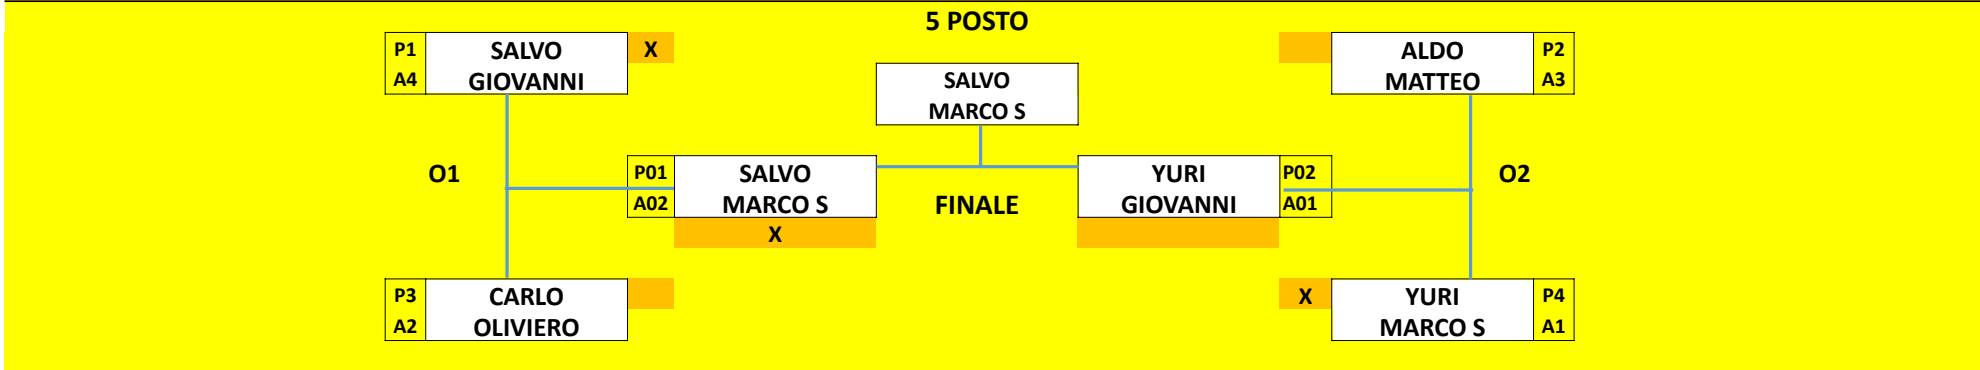 5 POSTO
P1 SALVO X
A4 GIOVANNI
ALDO P2
MATTEO A3
SALVO
MARCO S
O1
P01 SALVO
A02 MARCO S
X
FINALE
YURI P02
GIOVANNI A01
O2
P3 CARLO
A2 OLIVIERO
X YURI P4
MARCO S A1